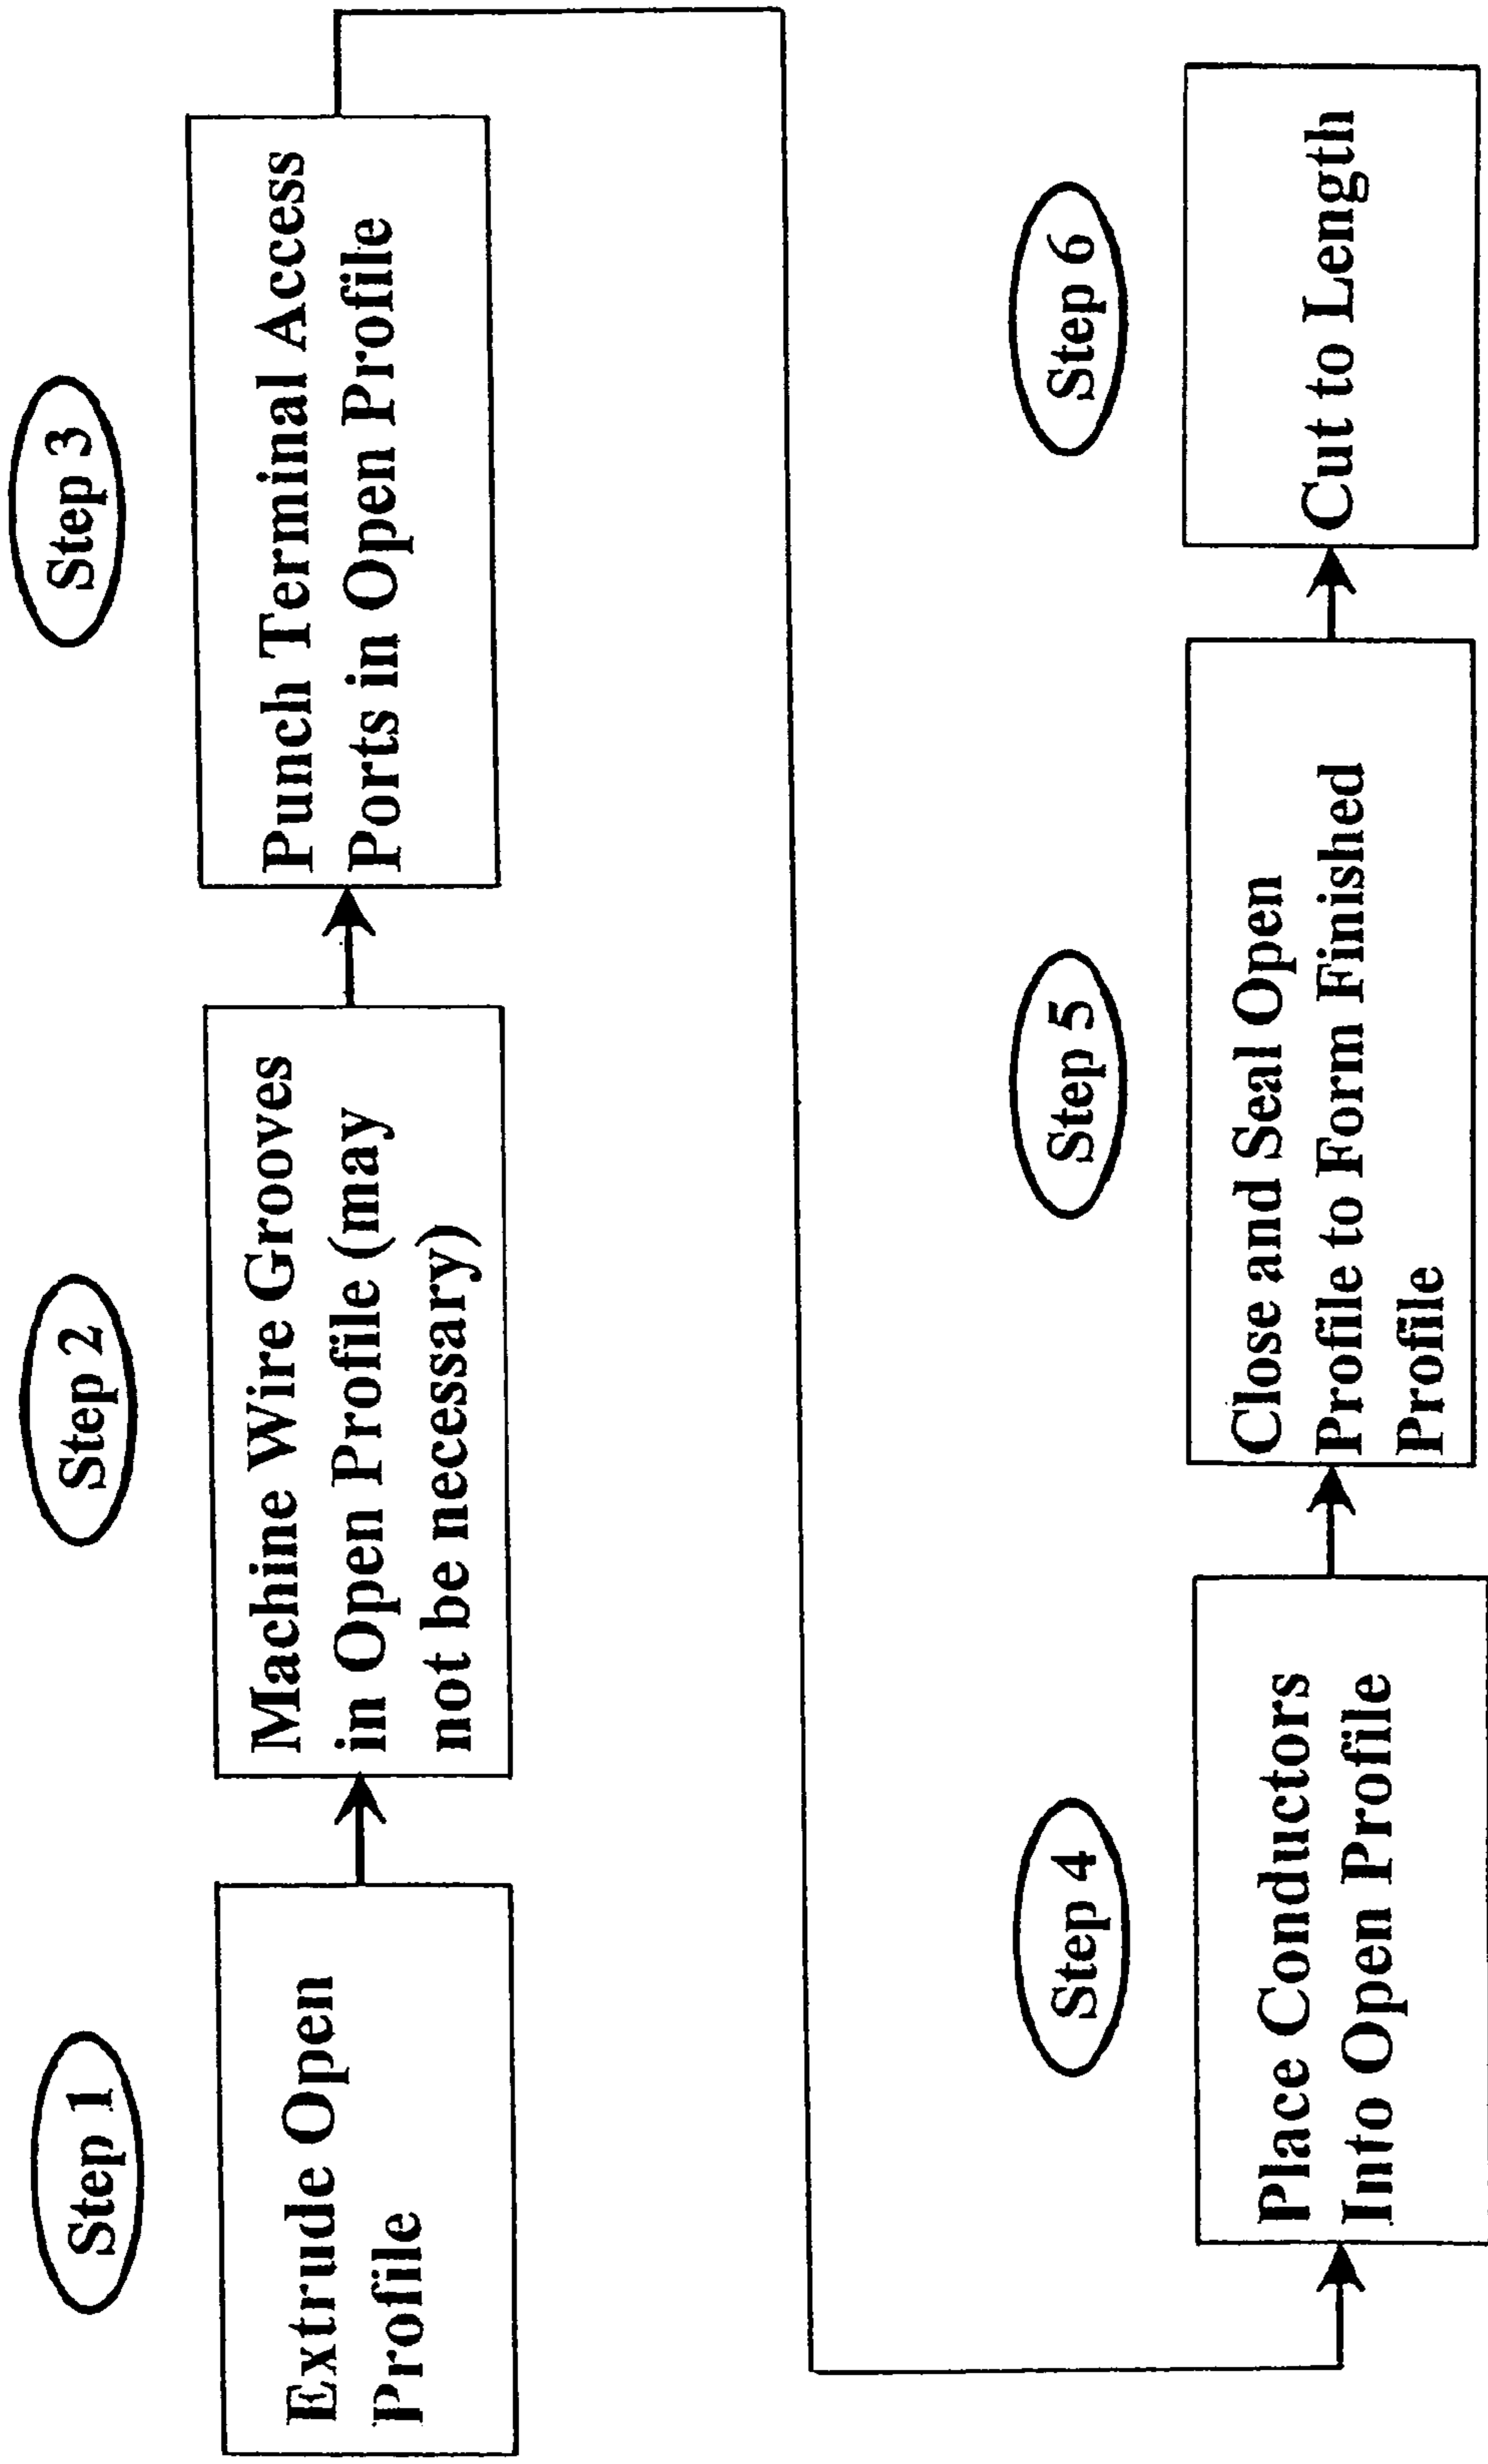 Step 1
Extrude Open
Profile
Step 2
Machine Wire Grooves
in Open Profile (may
not be necessary)
Step 3
Punch Terminal Access
Ports in Open Profile
Step 4
Place Conductors
Into Open Profile
Step 5
Close and Seal Open
Profile to Form Finished
Profile
Step 6
Cut to Length